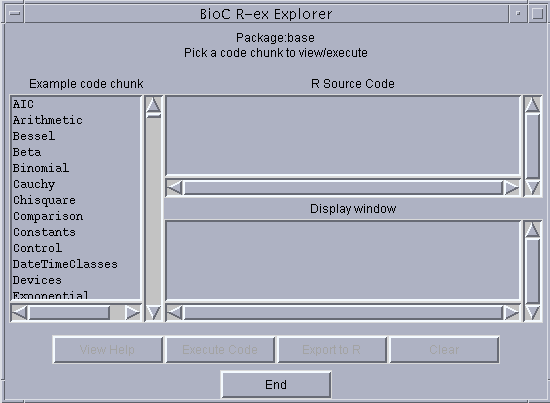 BioC R-ex Explorer
Package:base
Pick a code chunk to view/execute
Example code chunk
AIC
Arithmetic
Bessel
Beta
Binomial
Cauchy
Chisquare
Comparison
Constants
Control
DateTimeClasses
Devices
Exponential
R Source Code
Display window
View Help
Execute Code
Export to R
Clear
End